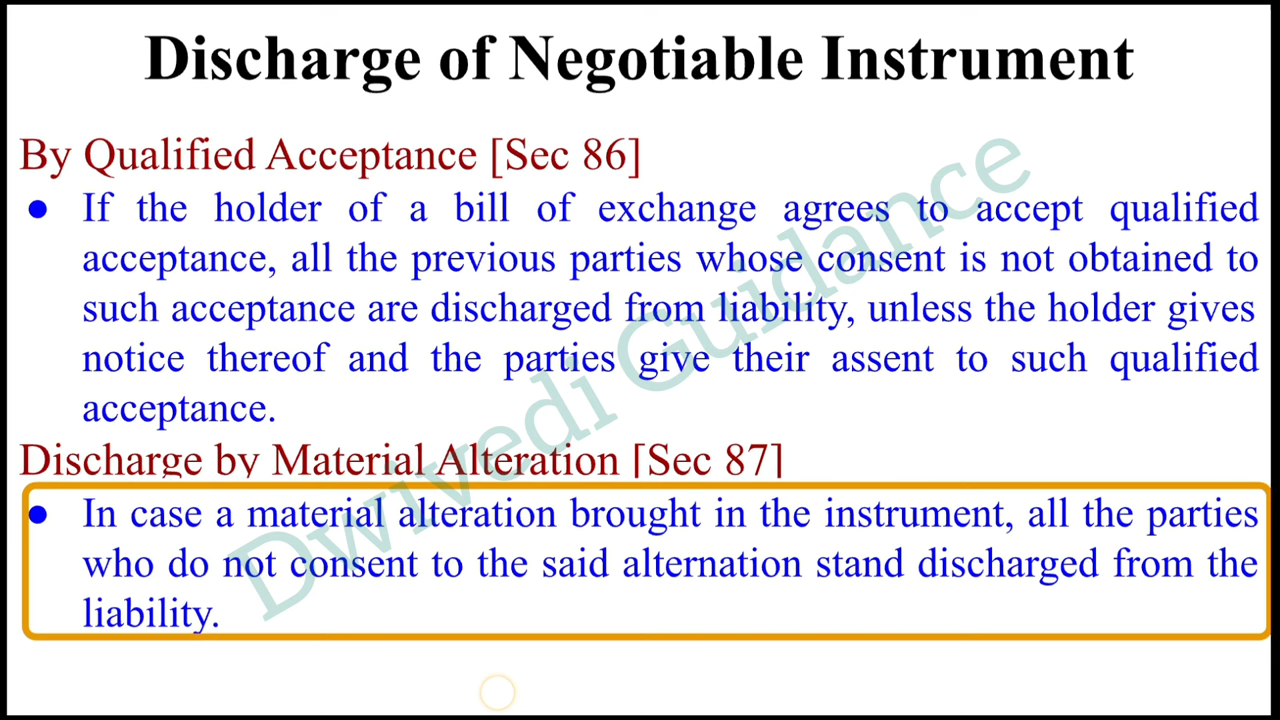 Discharge of Negotiable Instrument
By Qualified Acceptance [Sec 86]
● If the holder of a bill of exchange agrees to accept qualified
acceptance, all the previous parties whose consent is not obtained to
such acceptance are discharged from liability, unless the holder gives
notice thereof and the parties give their assent to such qualified
acceptance.
Discharge by Material Alteration [Sec 87]
● In case a material alteration brought in the instrument, all the parties
who do not consent to the said alternation stand discharged from the
liability.
Dwivedi Guidance